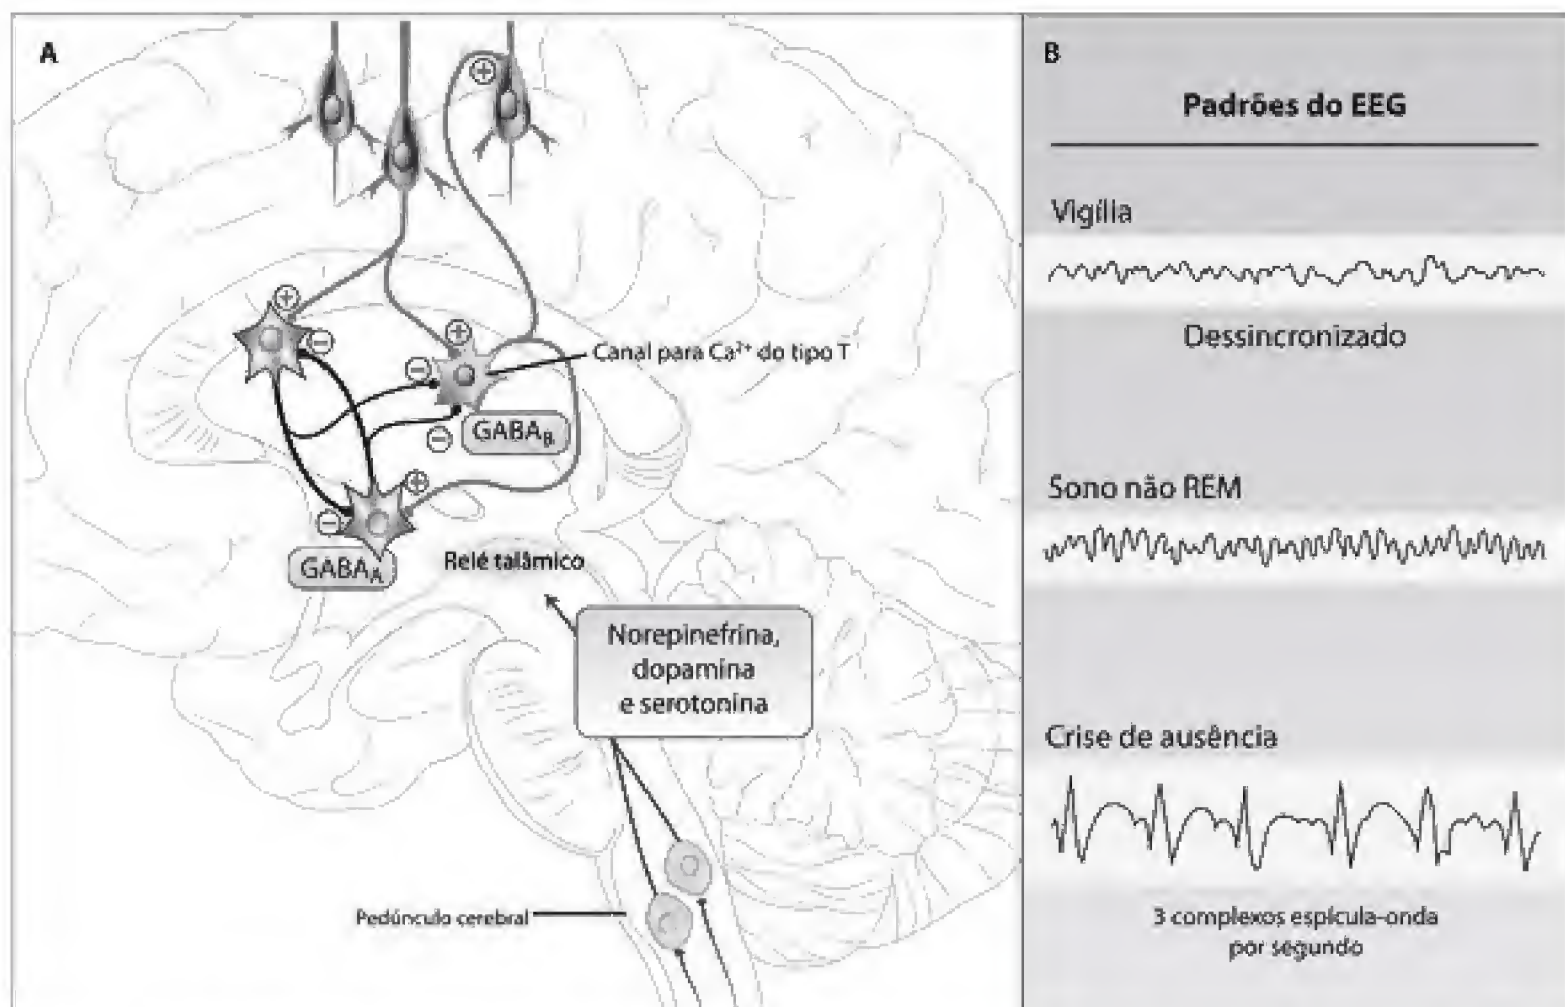 A
Canal para Ca²⁺ do tipo T
GABA_B
GABA_A
Relé talâmico
Norepinefrina,
dopamina
e serotonina
Pedúnculo cerebral
B
Padrões do EEG
Vigília
Dessincronizado
Sono não REM
Crise de ausência
3 complexos espícula-onda
por segundo